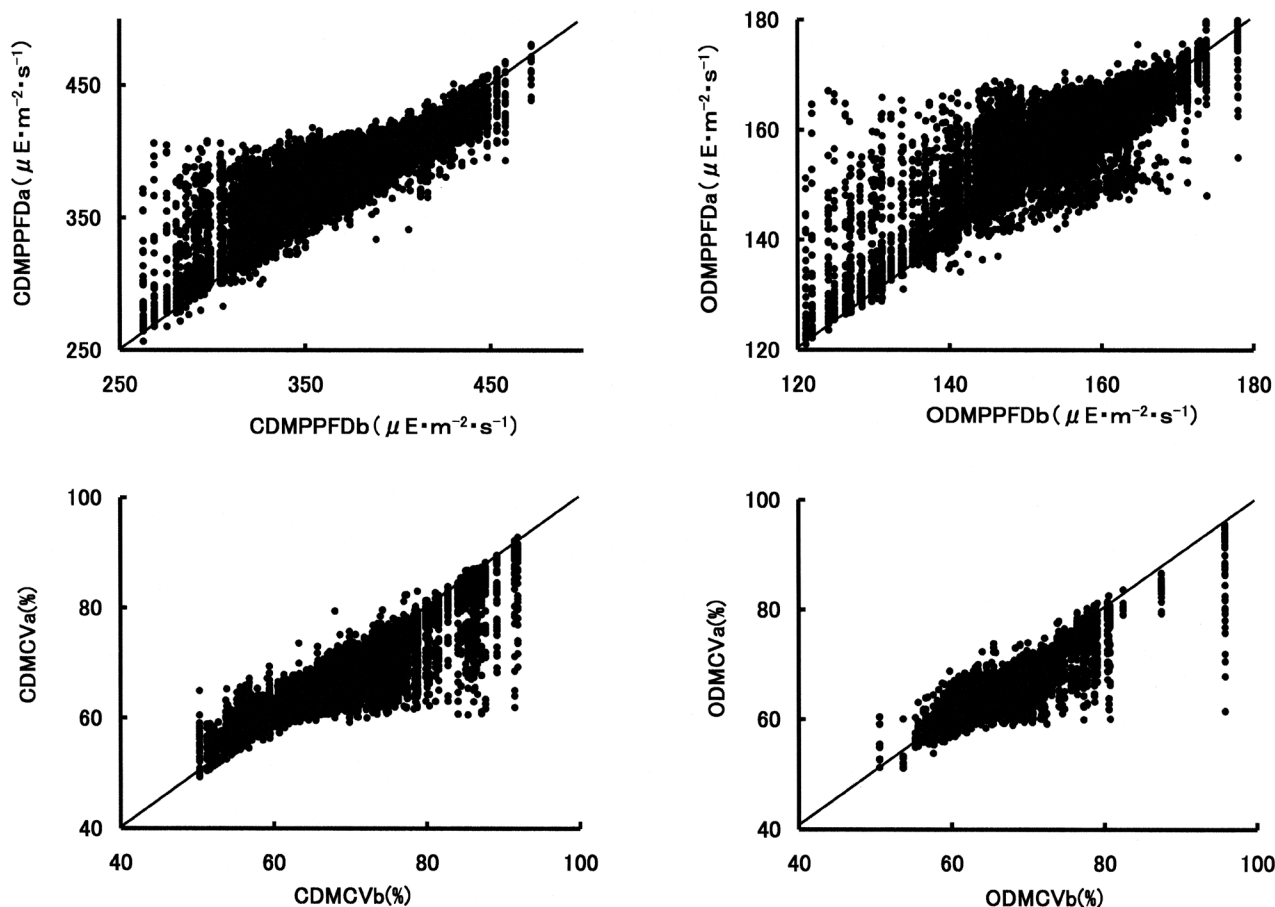 CDMPPFDa(μE・m⁻²・s⁻¹)
450
350
250
250 350 450
CDMPPFDb(μE・m⁻²・s⁻¹)
ODMPPFDa(μE・m⁻²・s⁻¹)
180
160
140
120
120 140 160 180
ODMPPFDb(μE・m⁻²・s⁻¹)
CDMCVa(%)
100
80
60
40
40 60 80 100
CDMCVb(%)
ODMCVa(%)
100
80
60
40
40 60 80 100
ODMCVb(%)